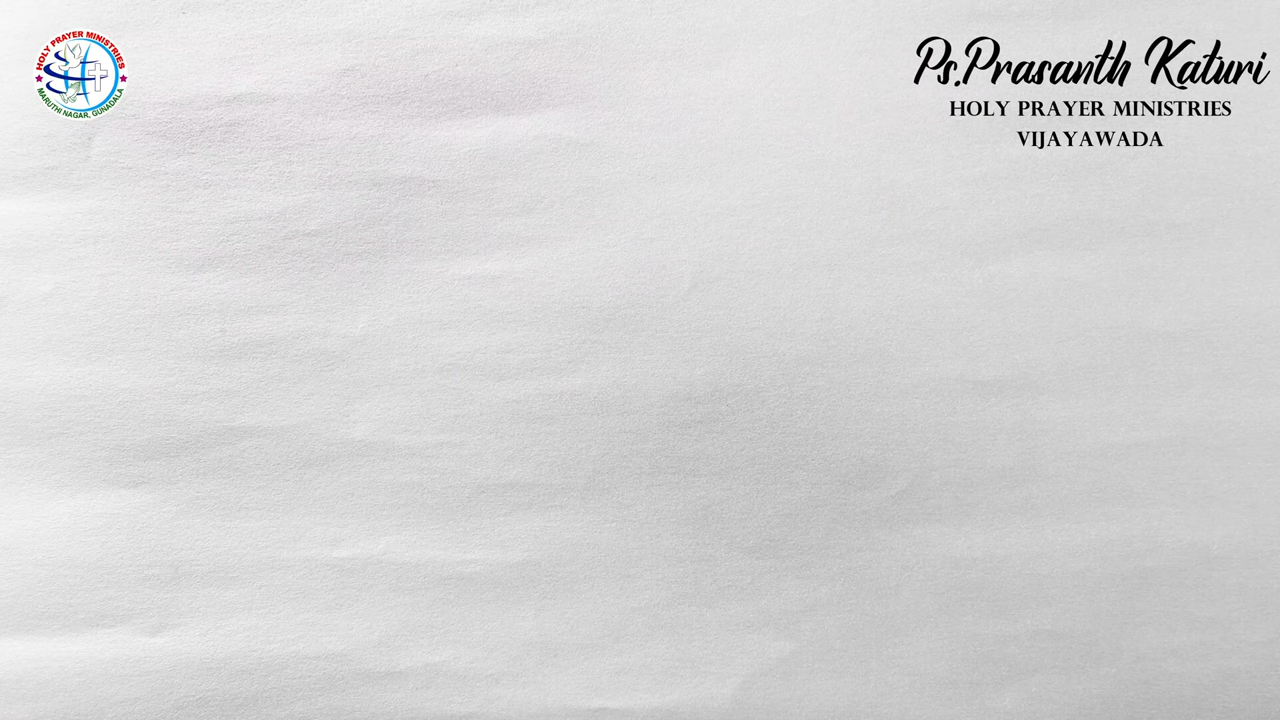 HOLY PRAYER MINISTRIES
MARUTHI NAGAR, GUNADALA
Ps.Prasanth Katuri
HOLY PRAYER MINISTRIES
VIJAYAWADA